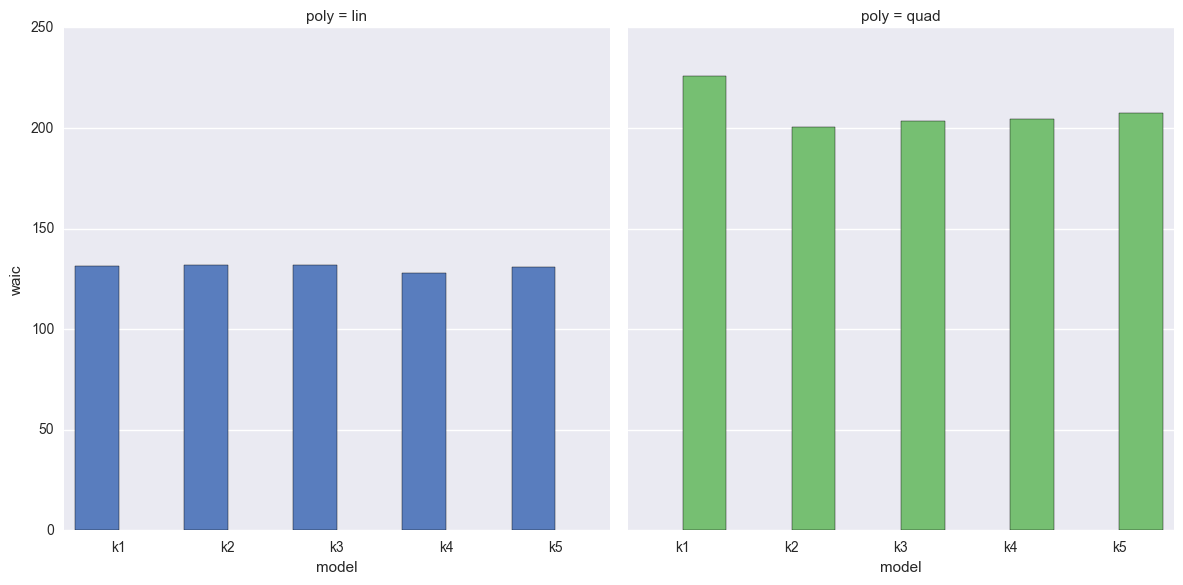 poly = lin
poly = quad
250
200
150
100
50
0
waic
k1 k2 k3 k4 k5
k1 k2 k3 k4 k5
model
model